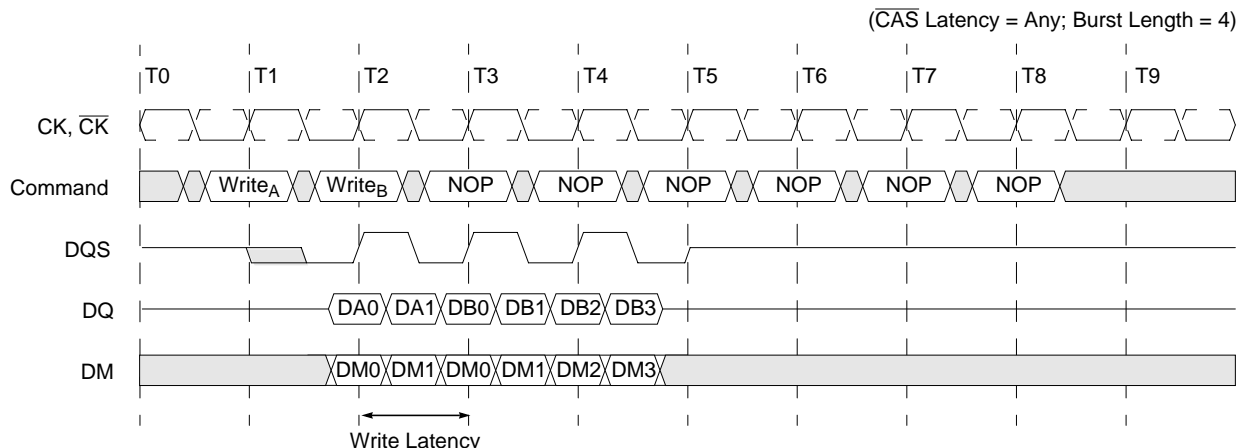 (CAS Latency = Any; Burst Length = 4)
T0 T1 T2 T3 T4 T5 T6 T7 T8 T9
CK, CK
Command WriteA WriteB NOP NOP NOP NOP NOP NOP
DQS
DQ DA0 DA1 DB0 DB1 DB2 DB3
DM DM0 DM1 DM0 DM1 DM2 DM3
Write Latency